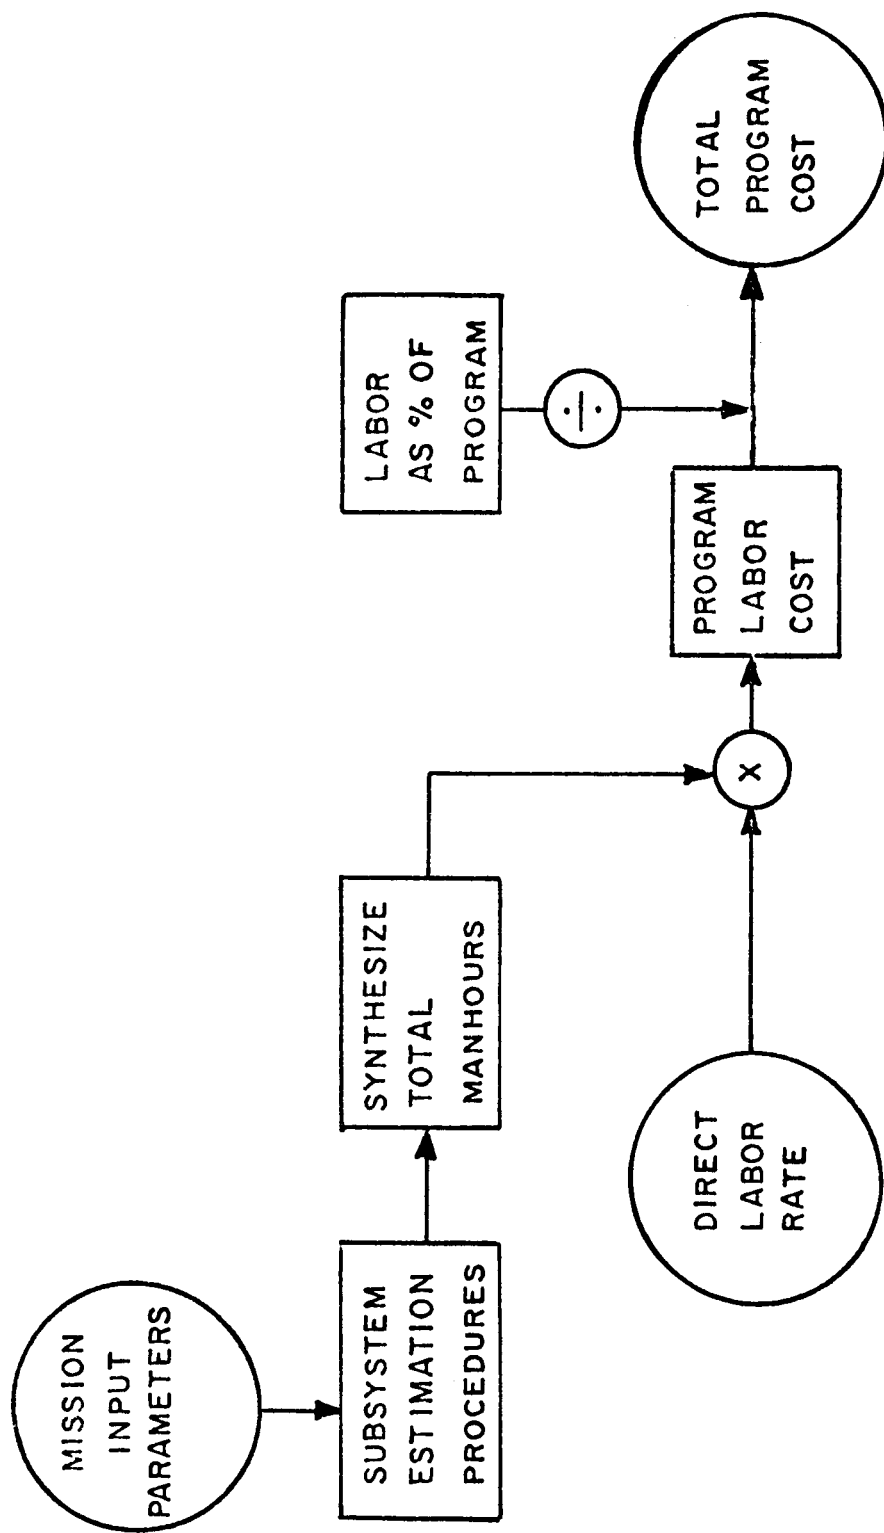 MISSION
INPUT
PARAMETERS
SUBSYSTEM
ESTIMATION
PROCEDURES
SYNTHESIZE
TOTAL
MANHOURS
DIRECT
LABOR
RATE
X
PROGRAM
LABOR
COST
LABOR
AS % OF
PROGRAM
÷
TOTAL
PROGRAM
COST